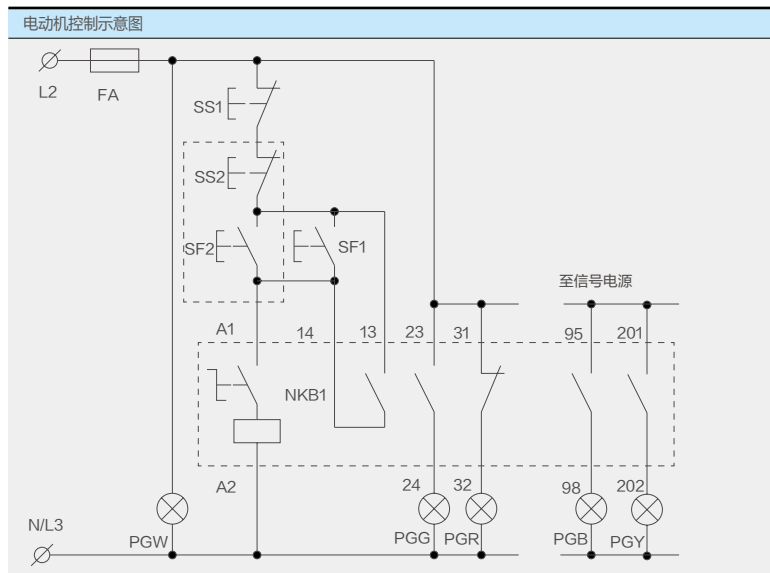 电动机控制示意图
L2
FA
SS1
SS2
SF2
SF1
至信号电源
A1
14
13
23
31
95
201
NKB1
A2
24
32
98
202
N/L3
PGW
PGG
PGR
PGB
PGY